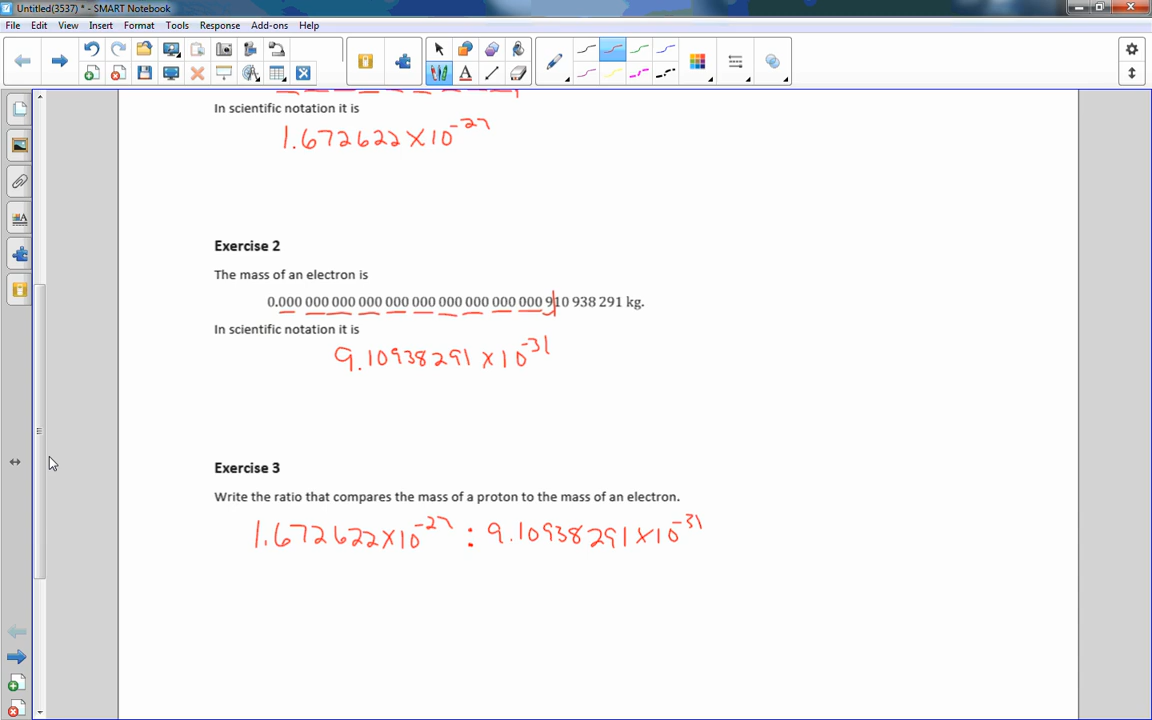 Untitled(3537) * - SMART Notebook
File Edit View Insert Format Tools Response Add-ons Help
In scientific notation it is
1.672622×10^-27
Exercise 2
The mass of an electron is
0.000 000 000 000 000 000 000 000 000 000 910 938 291 kg.
In scientific notation it is
9.10938291×10^-31
Exercise 3
Write the ratio that compares the mass of a proton to the mass of an electron.
1.672622×10^-27 : 9.10938291×10^-31